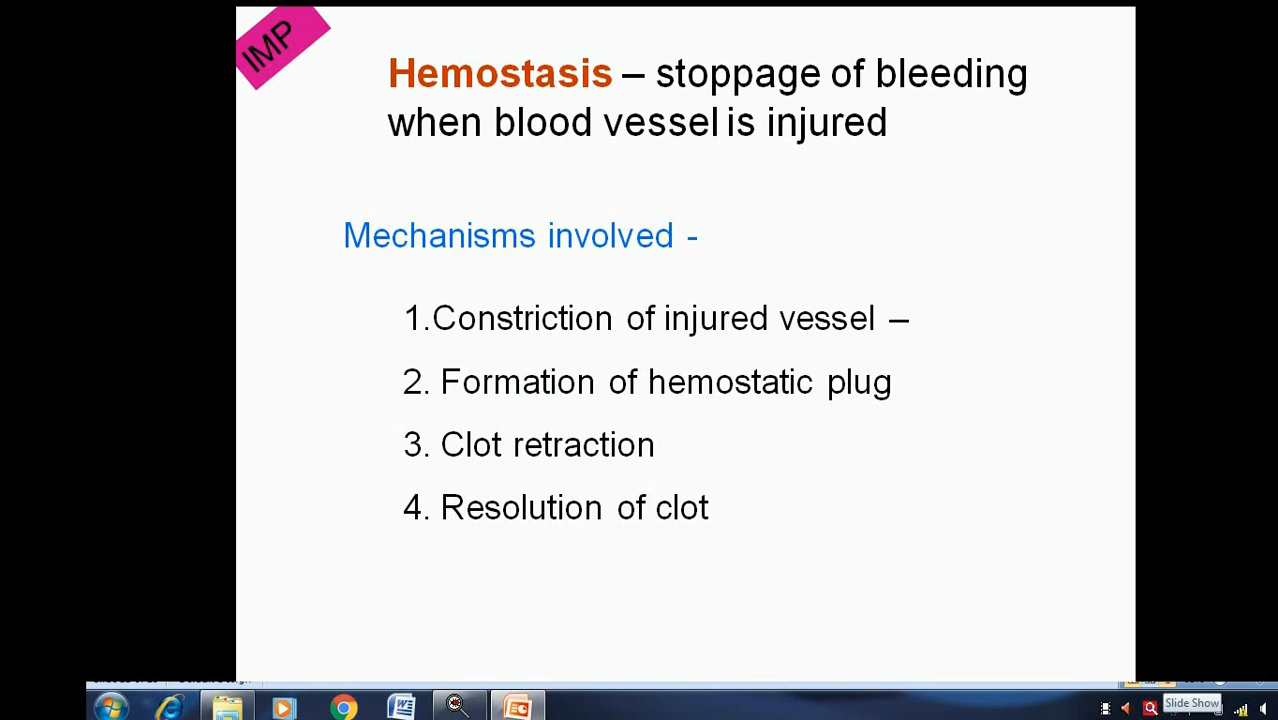 IMP
Hemostasis – stoppage of bleeding
when blood vessel is injured
Mechanisms involved -
1.Constriction of injured vessel –
2. Formation of hemostatic plug
3. Clot retraction
4. Resolution of clot
Slide Show